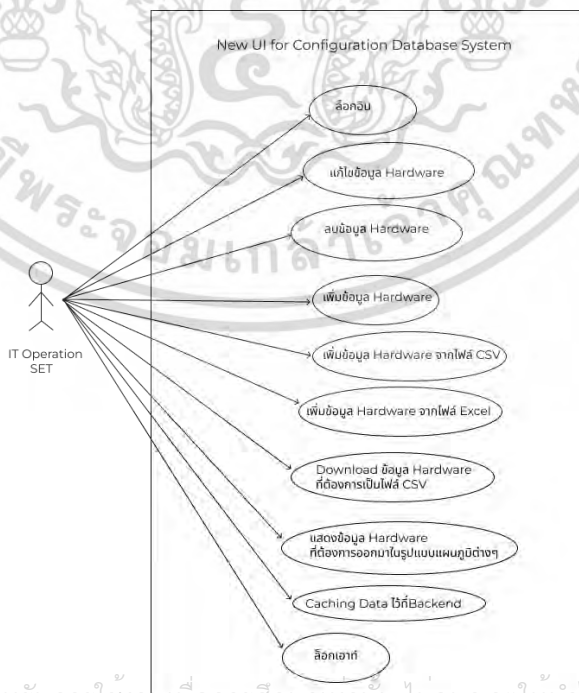 New UI for Configuration Database System
ล็อกอิน
แก้ไขข้อมูล Hardware
ลบข้อมูล Hardware
เพิ่มข้อมูล Hardware
IT Operation
SET
เพิ่มข้อมูล Hardware จากไฟล์ CSV
เพิ่มข้อมูล Hardware จากไฟล์ Excel
Download ข้อมูล Hardware
ที่ต้องการเป็นไฟล์ CSV
แสดงข้อมูล Hardware
ที่ต้องการออกมาในรูปแบบแผนภูมิต่างๆ
Caching Data ไว้ที่Backend
ล็อกเอาท์